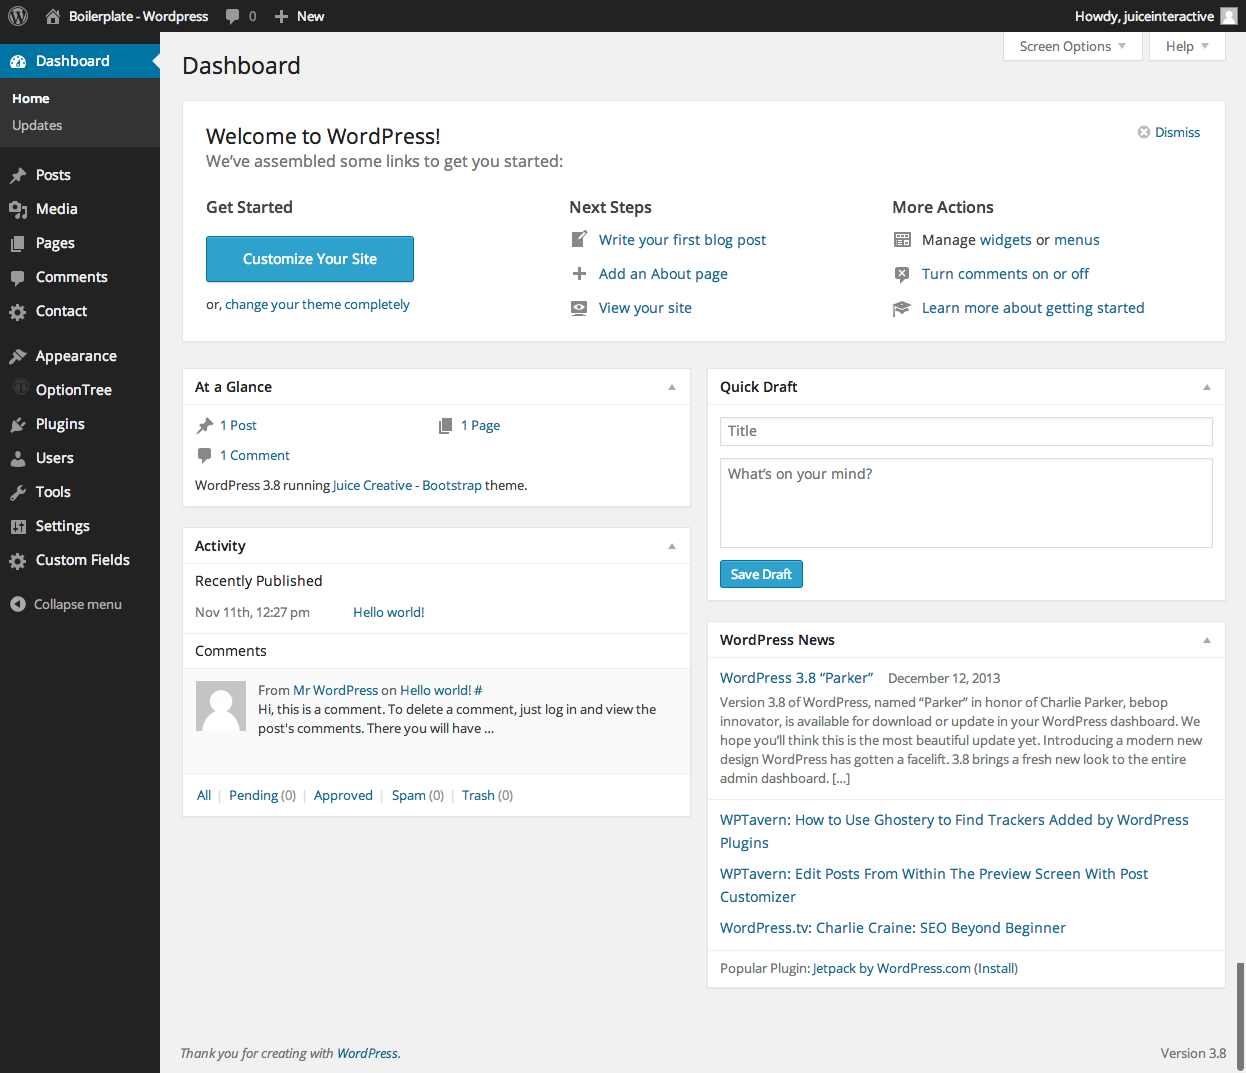 Boilerplate - Wordpress 0 New Howdy, juiceinteractive
Dashboard
Home
Updates
Posts
Media
Pages
Comments
Contact
Appearance
OptionTree
Plugins
Users
Tools
Settings
Custom Fields
Collapse menu
Screen Options Help
Dashboard
Welcome to WordPress!
Dismiss
We've assembled some links to get you started:
Get Started
Customize Your Site
or, change your theme completely
Next Steps
Write your first blog post
Add an About page
View your site
More Actions
Manage widgets or menus
Turn comments on or off
Learn more about getting started
At a Glance
1 Post 1 Page
1 Comment
WordPress 3.8 running Juice Creative - Bootstrap theme.
Activity
Recently Published
Nov 11th, 12:27 pm Hello world!
Comments
From Mr WordPress on Hello world! #
Hi, this is a comment. To delete a comment, just log in and view the
post's comments. There you will have ...
All | Pending (0) | Approved | Spam (0) | Trash (0)
Quick Draft
Title
What's on your mind?
Save Draft
WordPress News
WordPress 3.8 “Parker” December 12, 2013
Version 3.8 of WordPress, named “Parker” in honor of Charlie Parker, bebop
innovator, is available for download or update in your WordPress dashboard. We
hope you'll think this is the most beautiful update yet. Introducing a modern new
design WordPress has gotten a facelift. 3.8 brings a fresh new look to the entire
admin dashboard. [...]
WPTavern: How to Use Ghostery to Find Trackers Added by WordPress
Plugins
WPTavern: Edit Posts From Within The Preview Screen With Post
Customizer
WordPress.tv: Charlie Craine: SEO Beyond Beginner
Popular Plugin: Jetpack by WordPress.com (Install)
Thank you for creating with WordPress. Version 3.8